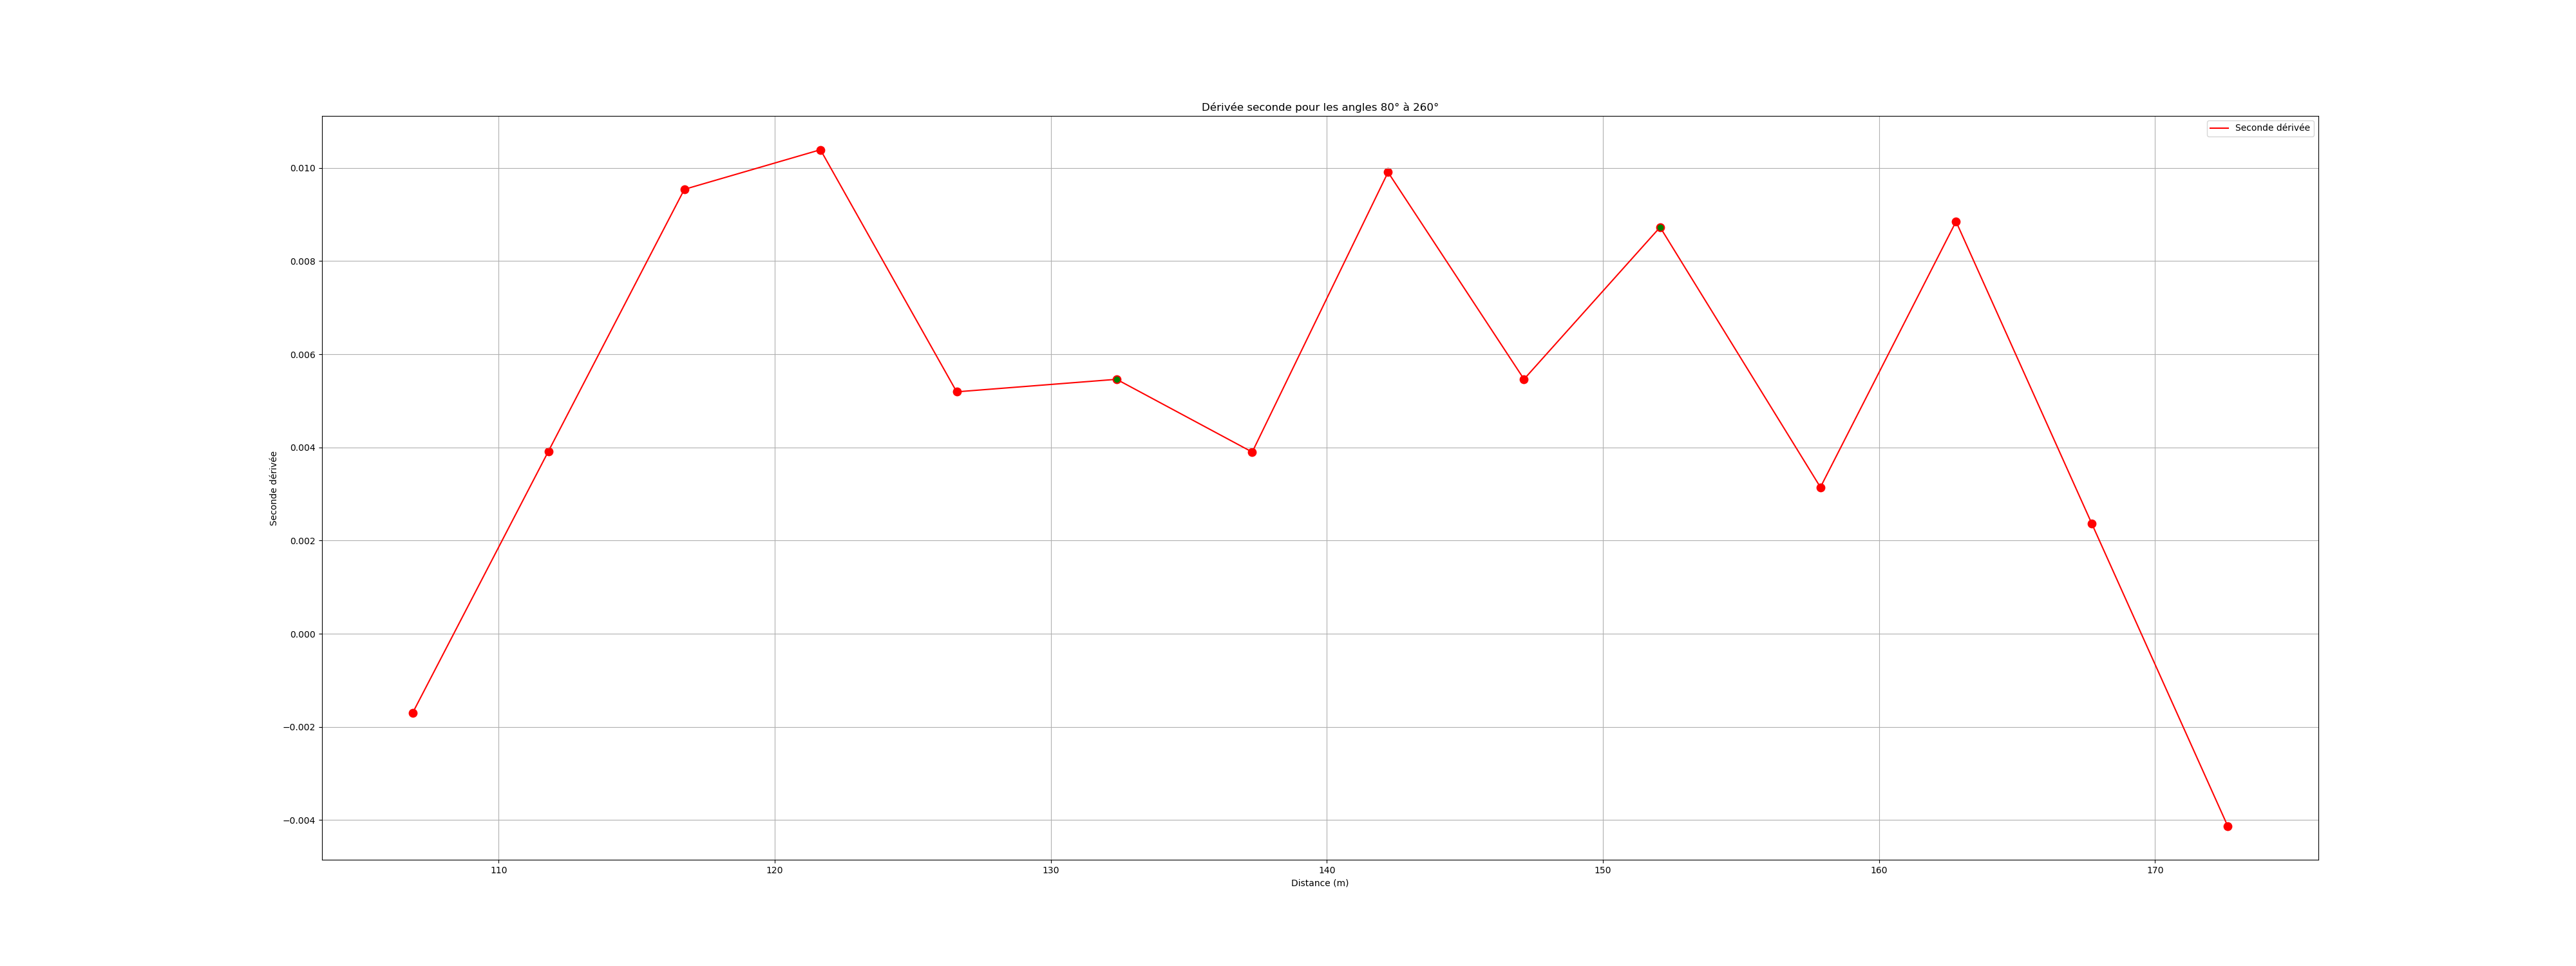 Dérivée seconde pour les angles 80° à 260°
Seconde dérivée
0.010
0.008
0.006
0.004
0.002
0.000
−0.002
−0.004
Seconde dérivée
110 120 130 140 150 160 170
Distance (m)